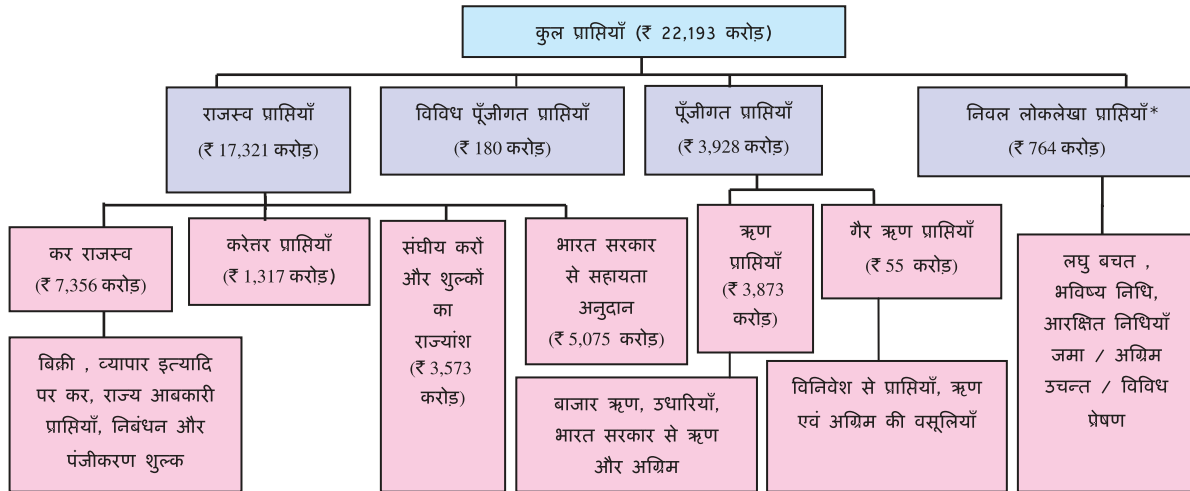 कुल प्राप्तियाँ (₹ 22,193 करोड़)
राजस्व प्राप्तियाँ
(₹ 17,321 करोड़)
विविध पूँजीगत प्राप्तियाँ
(₹ 180 करोड़)
पूँजीगत प्राप्तियाँ
(₹ 3,928 करोड़)
निवल लोकलेखा प्राप्तियाँ*
(₹ 764 करोड़)
कर राजस्व
(₹ 7,356 करोड़)
करेत्तर प्राप्तियाँ
(₹ 1,317 करोड़)
संघीय करों
और शुल्कों
का
राज्यांश
(₹ 3,573
करोड़)
भारत सरकार
से सहायता
अनुदान
(₹ 5,075 करोड़)
ऋण
प्राप्तियाँ
(₹ 3,873
करोड़)
गैर ऋण प्राप्तियाँ
(₹ 55 करोड़)
लघु बचत ,
भविष्य निधि,
आरक्षित निधियाँ
जमा / अग्रिम
उचन्त / विविध
प्रेषण
बिक्री , व्यापार इत्यादि
पर कर, राज्य आबकारी
प्राप्तियाँ, निबंधन और
पंजीकरण शुल्क
बाजार ऋण, उधारियाँ,
भारत सरकार से ऋण
और अग्रिम
विनिवेश से प्राप्तियाँ, ऋण
एवं अग्रिम की वसूलियाँ